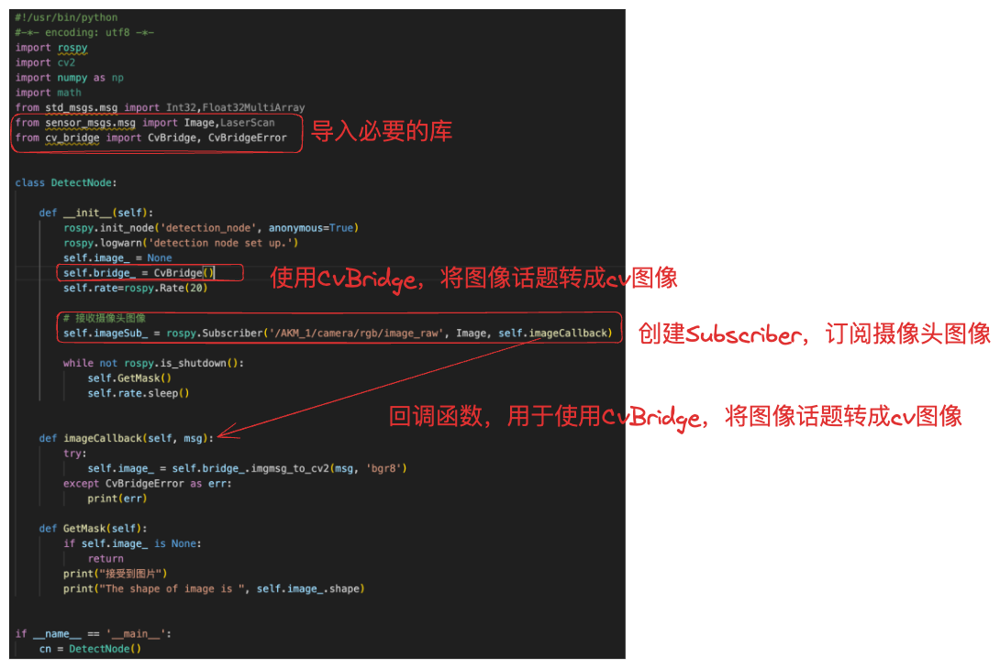 #!/usr/bin/python
#-*- encoding: utf8 -*-
import rospy
import cv2
import numpy as np
import math
from std_msgs.msg import Int32,Float32MultiArray
from sensor_msgs.msg import Image,LaserScan
from cv_bridge import CvBridge, CvBridgeError
导入必要的库
class DetectNode:
def __init__(self):
rospy.init_node('detection_node', anonymous=True)
rospy.logwarn('detection node set up.')
self.image_ = None
self.bridge_ = CvBridge()
使用CvBridge，将图像话题转成cv图像
self.rate=rospy.Rate(20)
# 接收摄像头图像
self.imageSub_ = rospy.Subscriber('/AKM_1/camera/rgb/image_raw', Image, self.imageCallback)
创建Subscriber，订阅摄像头图像
while not rospy.is_shutdown():
self.GetMask()
self.rate.sleep()
回调函数，用于使用CvBridge，将图像话题转成cv图像
def imageCallback(self, msg):
try:
self.image_ = self.bridge_.imgmsg_to_cv2(msg, 'bgr8')
except CvBridgeError as err:
print(err)
def GetMask(self):
if self.image_ is None:
return
print("接受到图片")
print("The shape of image is ", self.image_.shape)
if __name__ == '__main__':
cn = DetectNode()